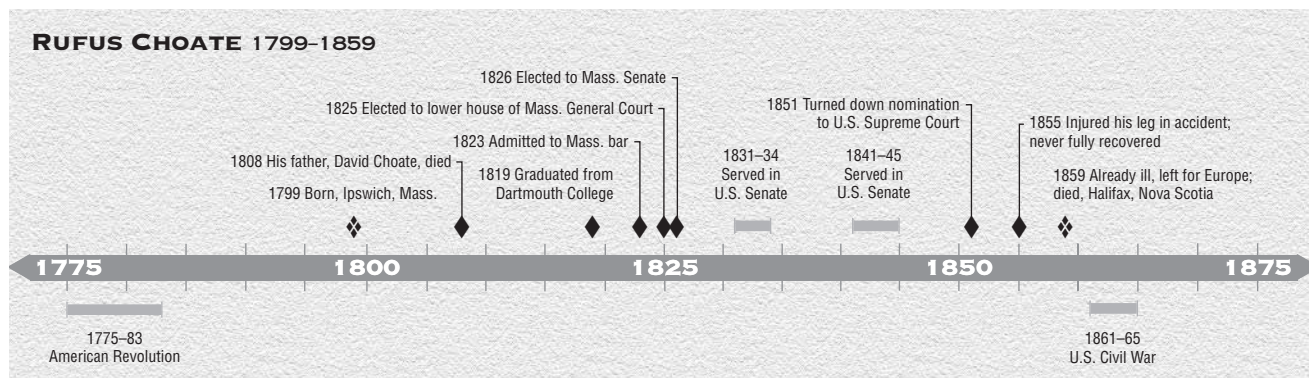 RUFUS CHOATE 1799–1859
1826 Elected to Mass. Senate
1825 Elected to lower house of Mass. General Court
1851 Turned down nomination
to U.S. Supreme Court
1855 Injured his leg in accident;
never fully recovered
1823 Admitted to Mass. bar
1808 His father, David Choate, died
1831–34
Served in
U.S. Senate
1841–45
Served in
U.S. Senate
1819 Graduated from
Dartmouth College
1859 Already ill, left for Europe;
died, Halifax, Nova Scotia
1799 Born, Ipswich, Mass.
1775
1800
1825
1850
1875
1775–83
American Revolution
1861–65
U.S. Civil War